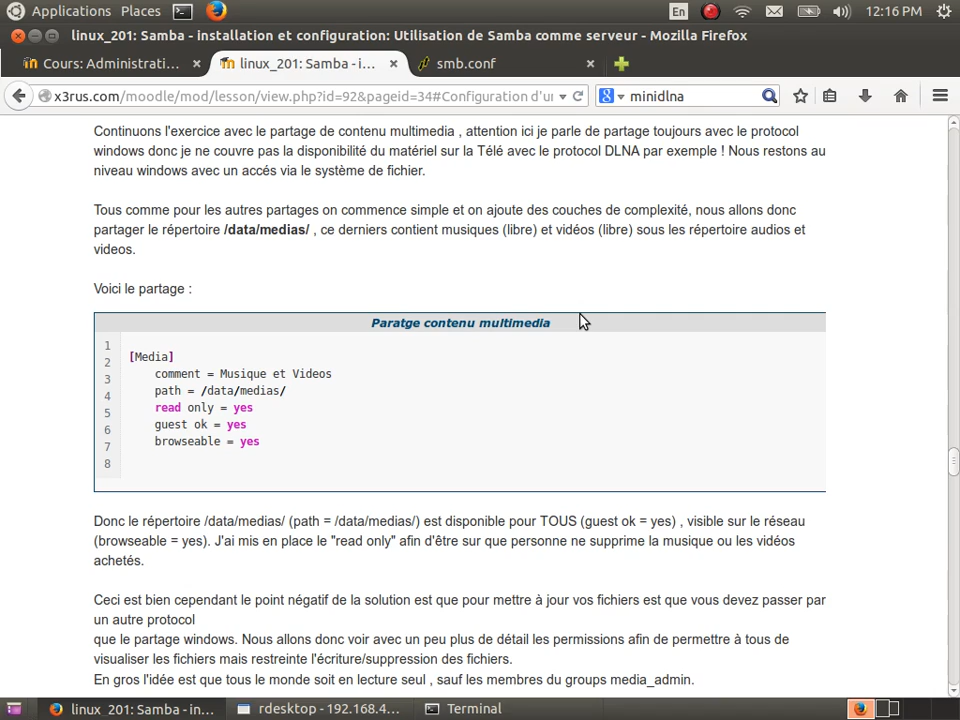 Applications Places En 12:16 PM
linux_201: Samba - installation et configuration: Utilisation de Samba comme serveur - Mozilla Firefox
Cours: Administrati... linux_201: Samba - i... smb.conf
x3rus.com/moodle/mod/lesson/view.php?id=92&pageid=34#Configuration d'ur minidlna
Continuons l'exercice avec le partage de contenu multimedia , attention ici je parle de partage toujours avec le protocol
windows donc je ne couvre pas la disponibilité du matériel sur la Télé avec le protocol DLNA par exemple ! Nous restons au
niveau windows avec un accés via le système de fichier.
Tous comme pour les autres partages on commence simple et on ajoute des couches de complexité, nous allons donc
partager le répertoire /data/medias/ , ce derniers contient musiques (libre) et vidéos (libre) sous les répertoire audios et
videos.
Voici le partage :
Paratge contenu multimedia
1
2 [Media]
3 comment = Musique et Videos
4 path = /data/medias/
5 read only = yes
6 guest ok = yes
7 browseable = yes
8
Donc le répertoire /data/medias/ (path = /data/medias/) est disponible pour TOUS (guest ok = yes) , visible sur le réseau
(browseable = yes). J'ai mis en place le "read only" afin d'être sur que personne ne supprime la musique ou les vidéos
achetés.
Ceci est bien cependant le point négatif de la solution est que pour mettre à jour vos fichiers est que vous devez passer par
un autre protocol
que le partage windows. Nous allons donc voir avec un peu plus de détail les permissions afin de permettre à tous de
visualiser les fichiers mais restreinte l'écriture/suppression des fichiers.
En gros l'idée est que tous le monde soit en lecture seul , sauf les membres du groups media_admin.
linux_201: Samba - in... rdesktop - 192.168.4... Terminal